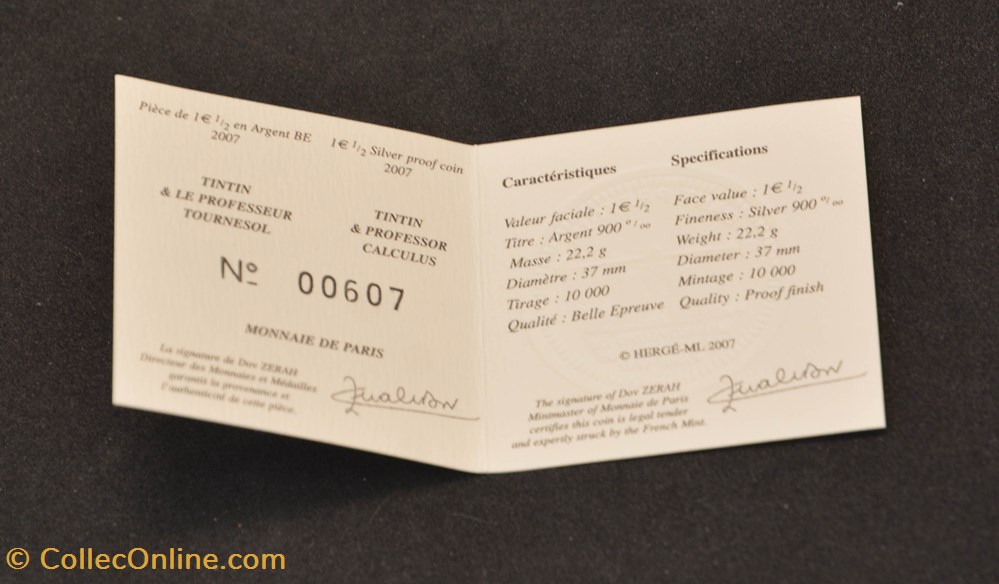 Pièce de 1€ 1/2 en Argent BE
2007
1€ 1/2 Silver proof coin
2007
TINTIN
& LE PROFESSEUR
TOURNESOL
TINTIN
& PROFESSOR
CALCULUS
Nº 00607
MONNAIE DE PARIS
La signature de Dov ZERAH
Directeur des Monnaies et Médailles
garantit la provenance et
l'authenticité de cette pièce.
Caractéristiques
Valeur faciale : 1€ 1/2
Titre : Argent 900 °/°°
Masse : 22,2 g
Diamètre : 37 mm
Tirage : 10 000
Qualité : Belle Epreuve
Specifications
Face value : 1€ 1/2
Fineness : Silver 900 °/°°
Weight : 22,2 g
Diameter : 37 mm
Mintage : 10 000
Quality : Proof finish
© HERGÉ-ML 2007
The signature of Dov ZERAH
Mintmaster of Monnaie de Paris
certifies this coin is legal tender
and expertly struck by the French Mint.
© CollecOnline.com